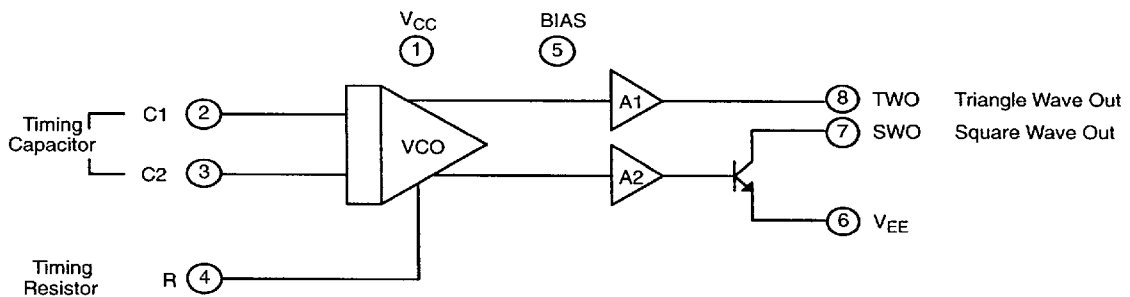 VCC BIAS
1 5
C1 2 A1 8 TWO Triangle Wave Out
Timing
Capacitor
7 SWO Square Wave Out
VCO
C2 3 A2
6 VEE
Timing
Resistor
R 4